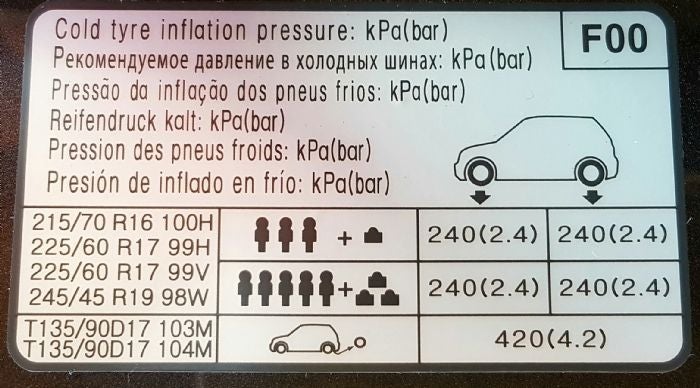 Cold tyre inflation pressure: kPa(bar)
F00
Рекомендуемое давление в холодных шинах: kPa(bar)
Pressão da inflação dos pneus frios: kPa(bar)
Reifendruck kalt: kPa(bar)
Pression des pneus froids: kPa(bar)
Presión de inflado en frío: kPa(bar)
215/70 R16 100H
225/60 R17 99H
225/60 R17 99V
245/45 R19 98W
+ 240(2.4) 240(2.4)
+ 240(2.4) 240(2.4)
T135/90D17 103M
T135/90D17 104M
420(4.2)